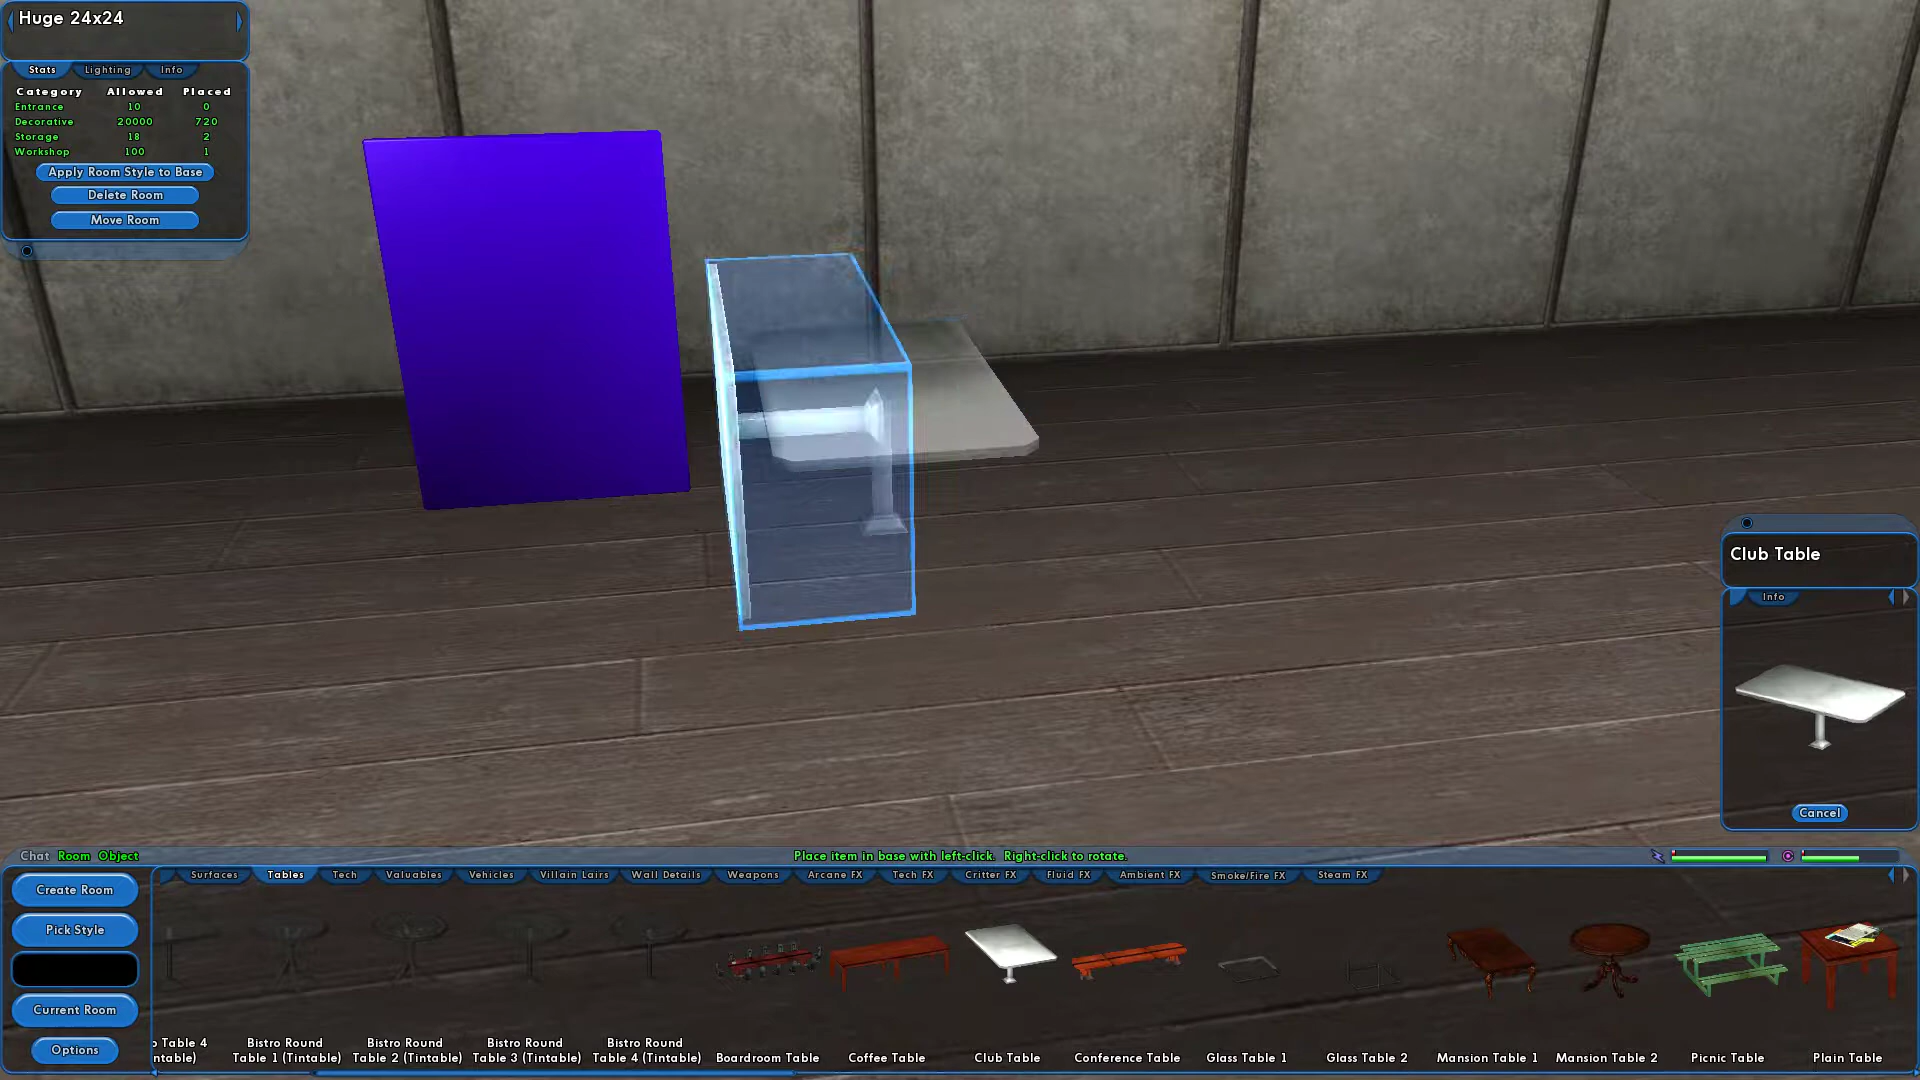 Huge 24x24
Stats Lighting Info
Category Allowed Placed
Entrance 10 0
Decorative 20000 720
Storage 18 2
Workshop 100 1
Apply Room Style to Base
Delete Room
Move Room
Club Table
Info
Cancel
Chat Room Object
Place item in base with left-click. Right-click to rotate.
Create Room
Pick Style
Current Room
Options
Surfaces Tables Tech Valuables Vehicles Villain Lairs Wall Details Weapons Arcane FX Tech FX Critter FX Fluid FX Ambient FX Smoke/Fire FX Steam FX
Table 4
Bistro Round
Table 1 (Tintable)
Bistro Round
Table 2 (Tintable)
Bistro Round
Table 3 (Tintable)
Bistro Round
Table 4 (Tintable)
Boardroom Table
Coffee Table
Club Table
Conference Table
Glass Table 1
Glass Table 2
Mansion Table 1
Mansion Table 2
Picnic Table
Plain Table